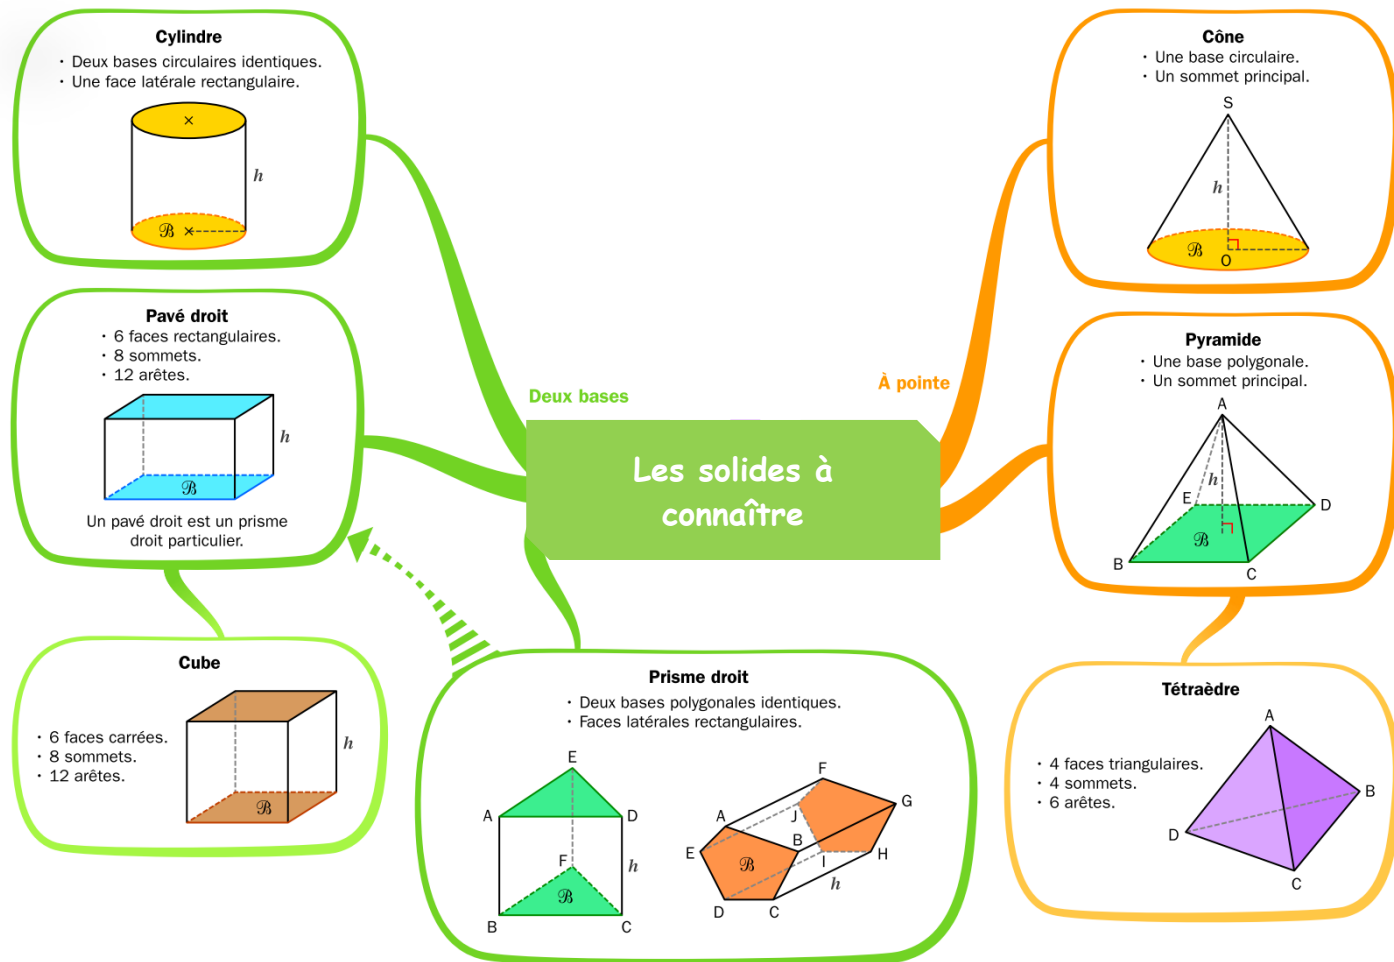 Cylindre
· Deux bases circulaires identiques.
· Une face latérale rectangulaire.
h
ℬ
Pavé droit
· 6 faces rectangulaires.
· 8 sommets.
· 12 arêtes.
h
ℬ
Un pavé droit est un prisme
droit particulier.
Cube
· 6 faces carrées.
· 8 sommets.
· 12 arêtes.
h
ℬ
Deux bases
À pointe
Les solides à
connaître
Prisme droit
· Deux bases polygonales identiques.
· Faces latérales rectangulaires.
E
A D
F h
ℬ
B C
F
J G
A B
E I H
ℬ h
D C
Cône
· Une base circulaire.
· Un sommet principal.
S
h
ℬ
O
Pyramide
· Une base polygonale.
· Un sommet principal.
A
h
E D
ℬ
B C
Tétraèdre
· 4 faces triangulaires.
· 4 sommets.
· 6 arêtes.
A
B
D
C